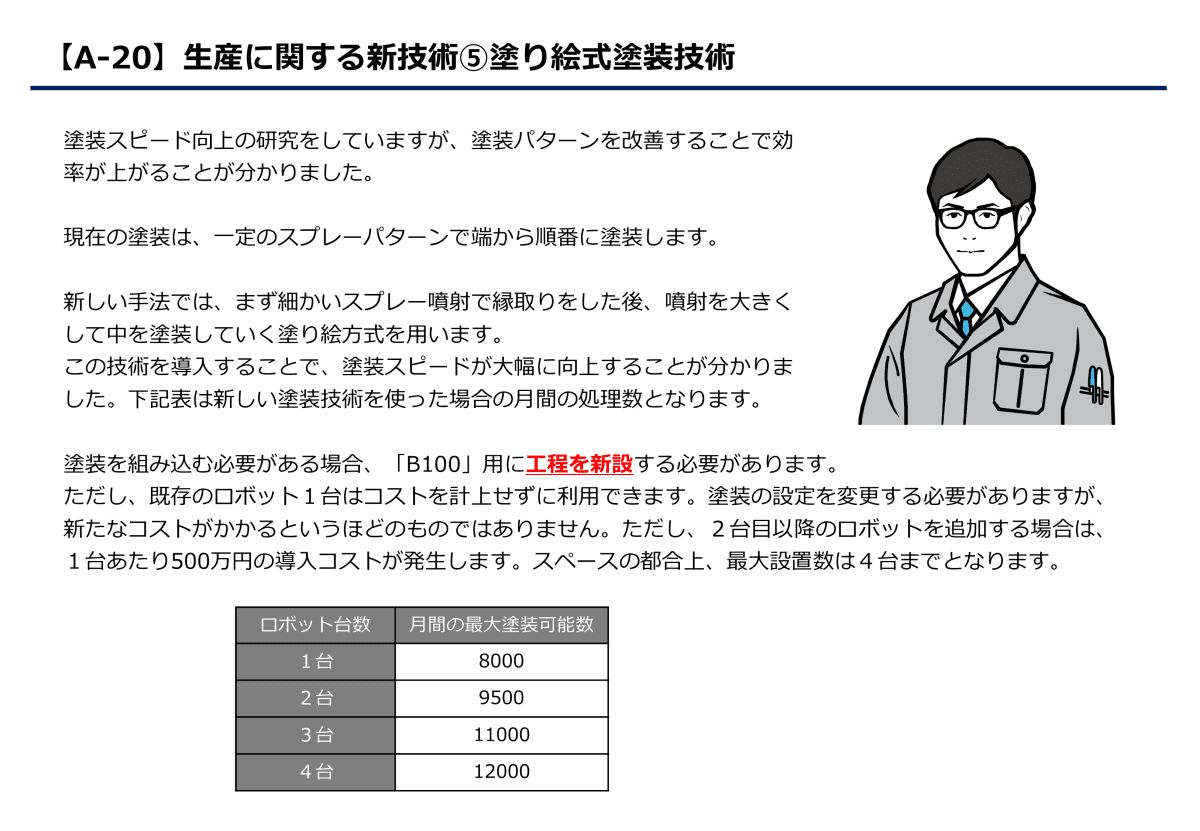 【A-20】生産に関する新技術⑤塗り絵式塗装技術
塗装スピード向上の研究をしていますが、塗装パターンを改善することで効
率が上がることが分かりました。
現在の塗装は、一定のスプレーパターンで端から順番に塗装します。
新しい手法では、まず細かいスプレー噴射で縁取りをした後、噴射を大きく
して中を塗装していく塗り絵方式を用います。
この技術を導入することで、塗装スピードが大幅に向上することが分かりま
した。下記表は新しい塗装技術を使った場合の月間の処理数となります。
塗装を組み込む必要がある場合、「B100」用に工程を新設する必要があります。
ただし、既存のロボット１台はコストを計上せずに利用できます。塗装の設定を変更する必要がありますが、
新たなコストがかかるというほどのものではありません。ただし、２台目以降のロボットを追加する場合は、
１台あたり500万円の導入コストが発生します。スペースの都合上、最大設置数は４台までとなります。
ロボット台数 月間の最大塗装可能数
１台 8000
２台 9500
３台 11000
４台 12000